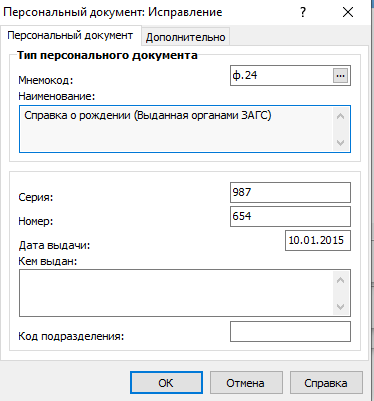 Персональный документ: Исправление
Персональный документ Дополнительно
Тип персонального документа
Мнемокод: ф.24 ...
Наименование:
Справка о рождении (Выданная органами ЗАГС)
Серия: 987
Номер: 654
Дата выдачи: 10.01.2015
Кем выдан:
Код подразделения:
ОК Отмена Справка